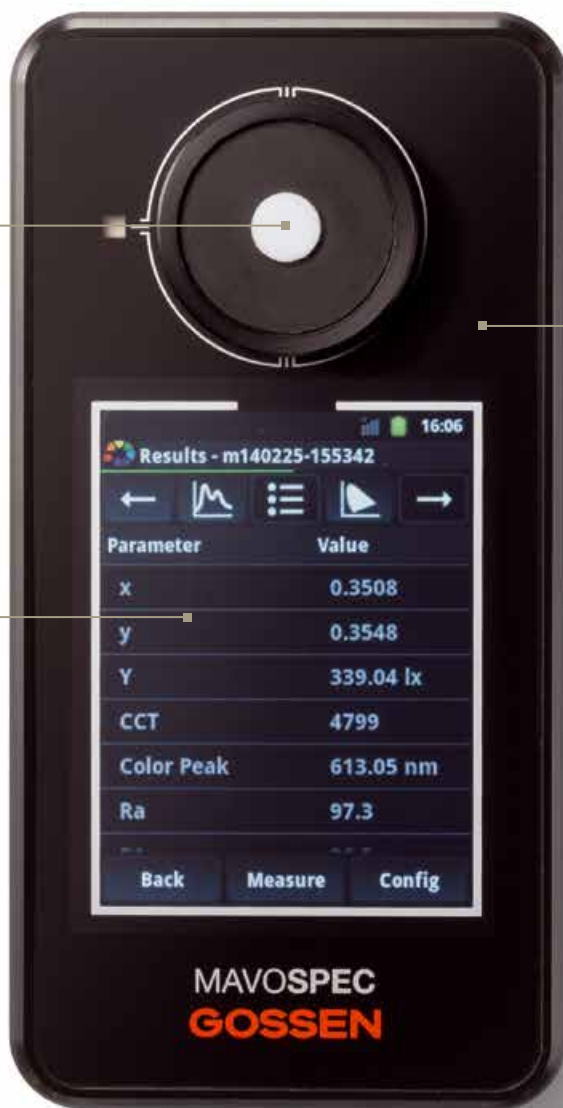 16:06
Results - m140225-155342
Parameter Value
x 0.3508
y 0.3548
Y 339.04 lx
CCT 4799
Color Peak 613.05 nm
Ra 97.3
Back Measure Config
MAVOSPEC
GOSSEN